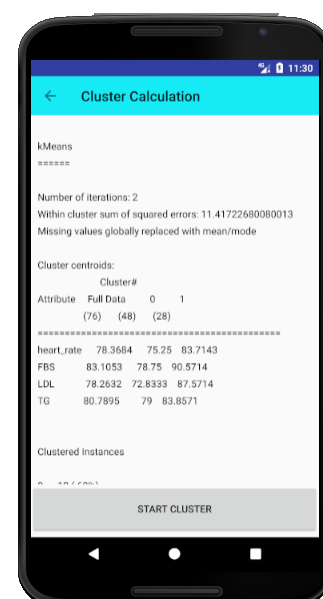 4G 11:30
← Cluster Calculation
kMeans
======
Number of iterations: 2
Within cluster sum of squared errors: 11.41722680080013
Missing values globally replaced with mean/mode
Cluster centroids:
Cluster#
Attribute Full Data 0 1
(76) (48) (28)
==============================================
heart_rate 78.3684 75.25 83.7143
FBS 83.1053 78.75 90.5714
LDL 78.2632 72.8333 87.5714
TG 80.7895 79 83.8571
Clustered Instances
START CLUSTER